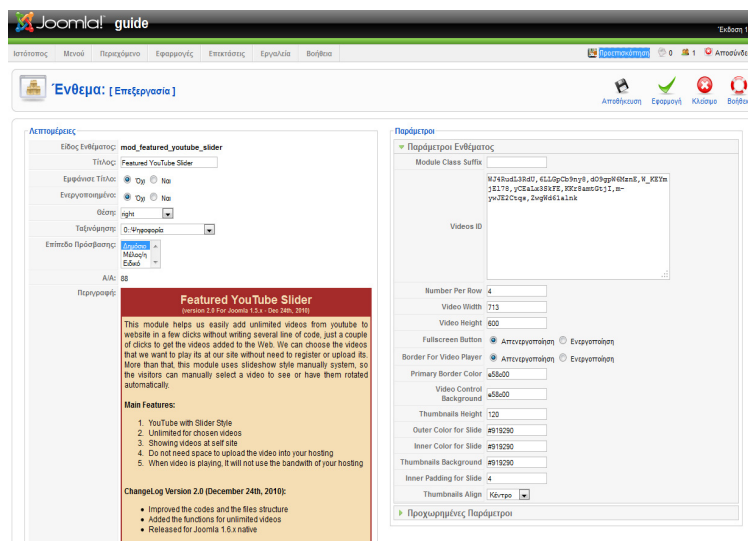 Joomla! guide
Έκδοση 1
Ιστότοπος Μενού Περιεχόμενο Εφαρμογές Επεκτάσεις Εργαλεία Βοήθεια
Προεπισκόπηση 0 1 Αποσύνδε
Ένθεμα: [ Επεξεργασία ]
Αποθήκευση Εφαρμογή Κλείσιμο Βοήθει
Λεπτομέρειες
Είδος Ενθέματος: mod_featured_youtube_slider
Τίτλος: Featured YouTube Slider
Εμφάνισε Τίτλο: Όχι Ναι
Ενεργοποιημένο: Όχι Ναι
Θέση: right
Ταξινόμηση: 0::Ψηφοφορία
Επίπεδο Πρόσβασης: Δημόσιο
Μέλος/η
Ειδικό
Α/Α: 88
Περιγραφή:
Featured YouTube Slider
(version 2.0 For Joomla 1.5.x - Dec 24th, 2010)
This module helps us easily add unlimited videos from youtube to
website in a few clicks without writing several line of code, just a couple
of clicks to get the videos added to the Web. We can choose the videos
that we want to play its at our site without need to register or upload its.
More than that, this module uses slideshow style manually system, so
the visitors can manually select a video to see or have them rotated
automatically.
Main Features:
1. YouTube with Slider Style
2. Unlimited for chosen videos
3. Showing videos at self site
4. Do not need space to upload the video into your hosting
5. When video is playing, It will not use the bandwith of your hosting
ChangeLog Version 2.0 (December 24th, 2010):
Improved the codes and the files structure
Added the functions for unlimited videos
Released for Joomla 1.6.x native
Παράμετροι
Παράμετροι Ενθέματος
Module Class Suffix
Videos ID
Number Per Row 4
Video Width 713
Video Height 600
Fullscreen Button Απενεργοποίηση Ενεργοποίηση
Border For Video Player Απενεργοποίηση Ενεργοποίηση
Primary Border Color e58c00
Video Control
Background e58c00
Thumbnails Height 120
Outer Color for Slide #919290
Inner Color for Slide #919290
Thumbnails Background #919290
Inner Padding for Slide 4
Thumbnails Align Κέντρο
Προχωρημένες Παράμετροι